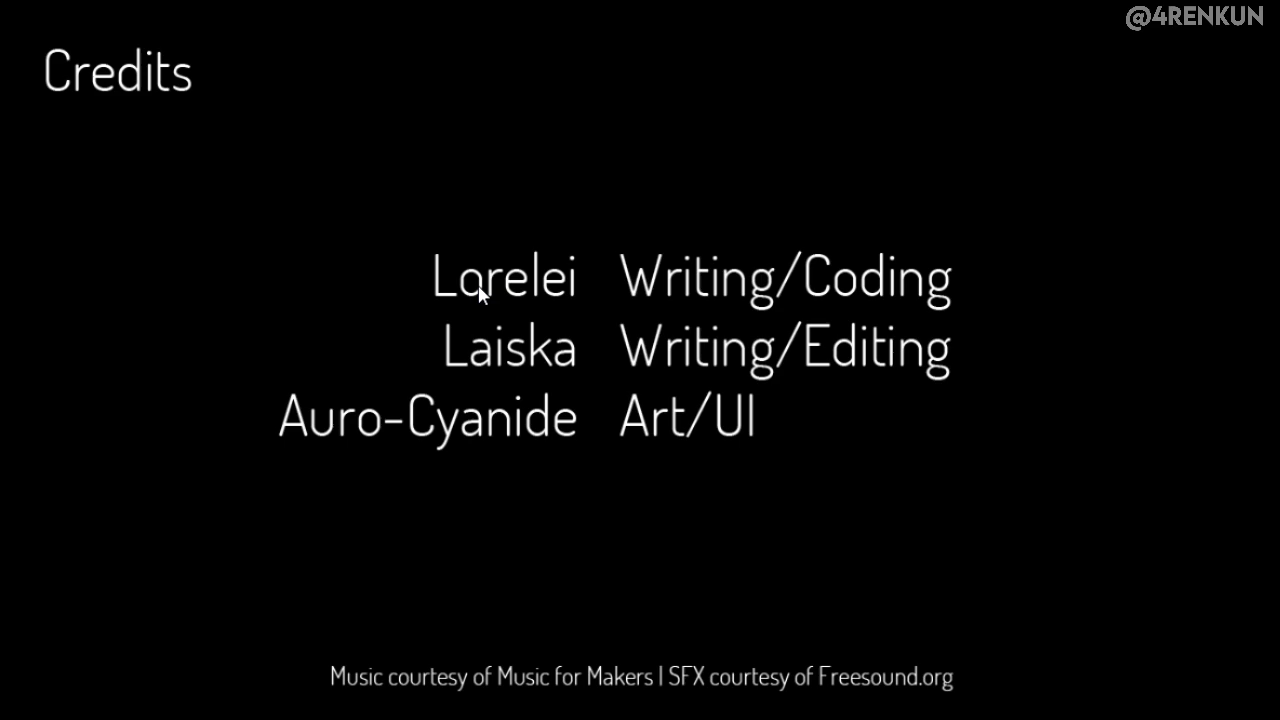 @4RENKUN
Credits
Lorelei Writing/Coding
Laiska Writing/Editing
Auro-Cyanide Art/UI
Music courtesy of Music for Makers | SFX courtesy of Freesound.org